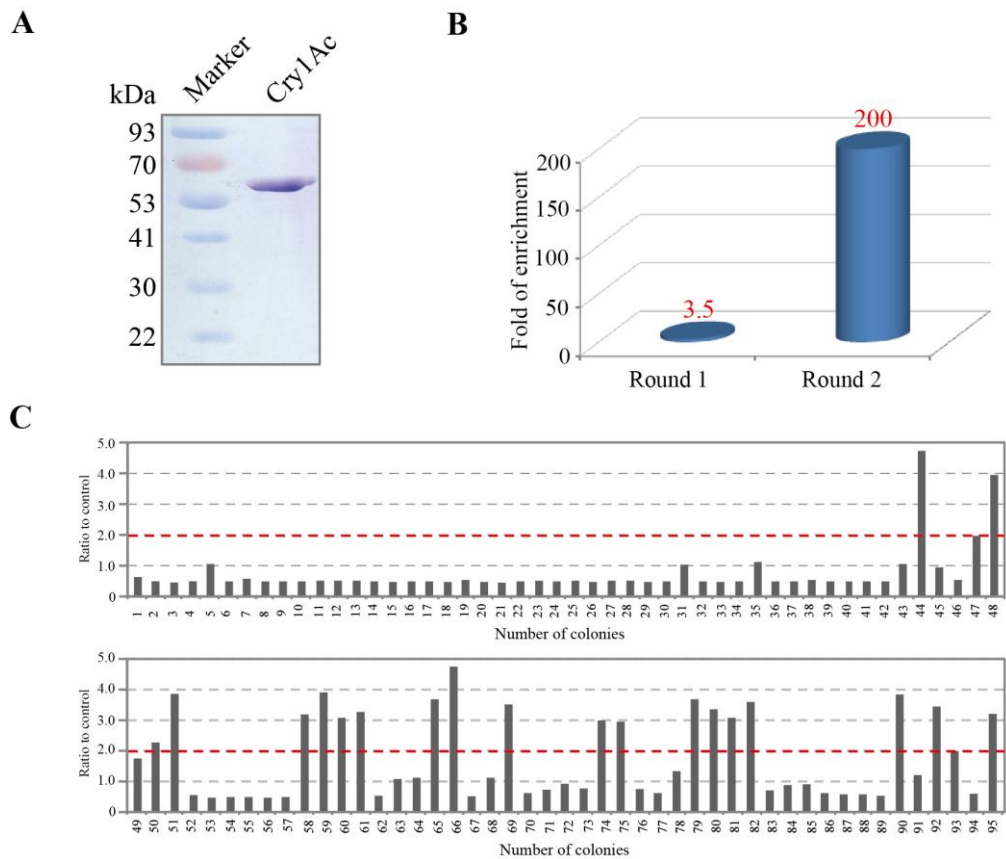 A
kDa
Marker
Cry1Ac
93
70
53
41
30
22
B
Fold of enrichment
200
150
100
50
0
3.5
200
Round 1
Round 2
C
Ratio to control
5.0
4.0
3.0
2.0
1.0
0
1 2 3 4 5 6 7 8 9 10 11 12 13 14 15 16 17 18 19 20 21 22 23 24 25 26 27 28 29 30 31 32 33 34 35 36 37 38 39 40 41 42 43 44 45 46 47 48
Number of colonies
Ratio to control
5.0
4.0
3.0
2.0
1.0
0
49 50 51 52 53 54 55 56 57 58 59 60 61 62 63 64 65 66 67 68 69 70 71 72 73 74 75 76 77 78 79 80 81 82 83 84 85 86 87 88 89 90 91 92 93 94 95
Number of colonies